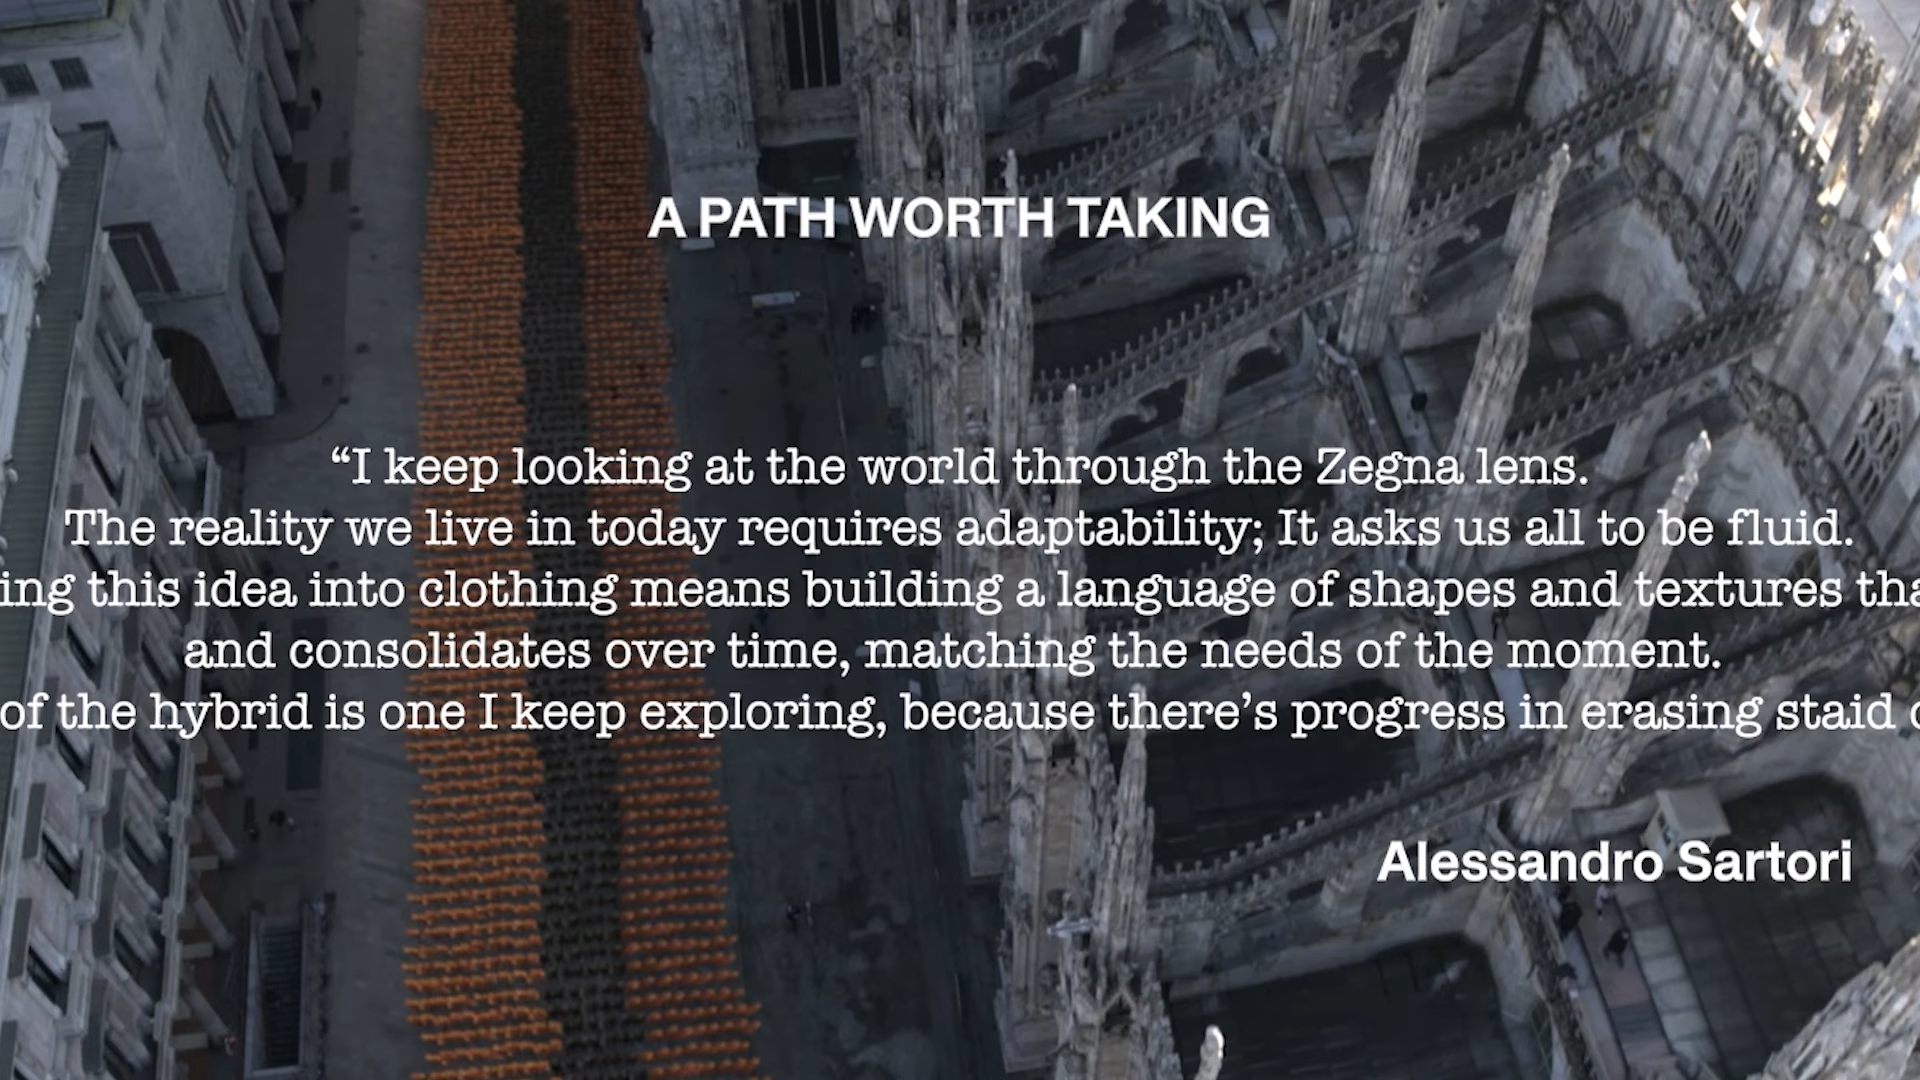 A PATH WORTH TAKING
“I keep looking at the world through the Zegna lens.
The reality we live in today requires adaptability; It asks us all to be fluid.
this idea into clothing means building a language of shapes and textures
and consolidates over time, matching the needs of the moment.
of the hybrid is one I keep exploring, because there’s progress in erasing staid
Alessandro Sartori